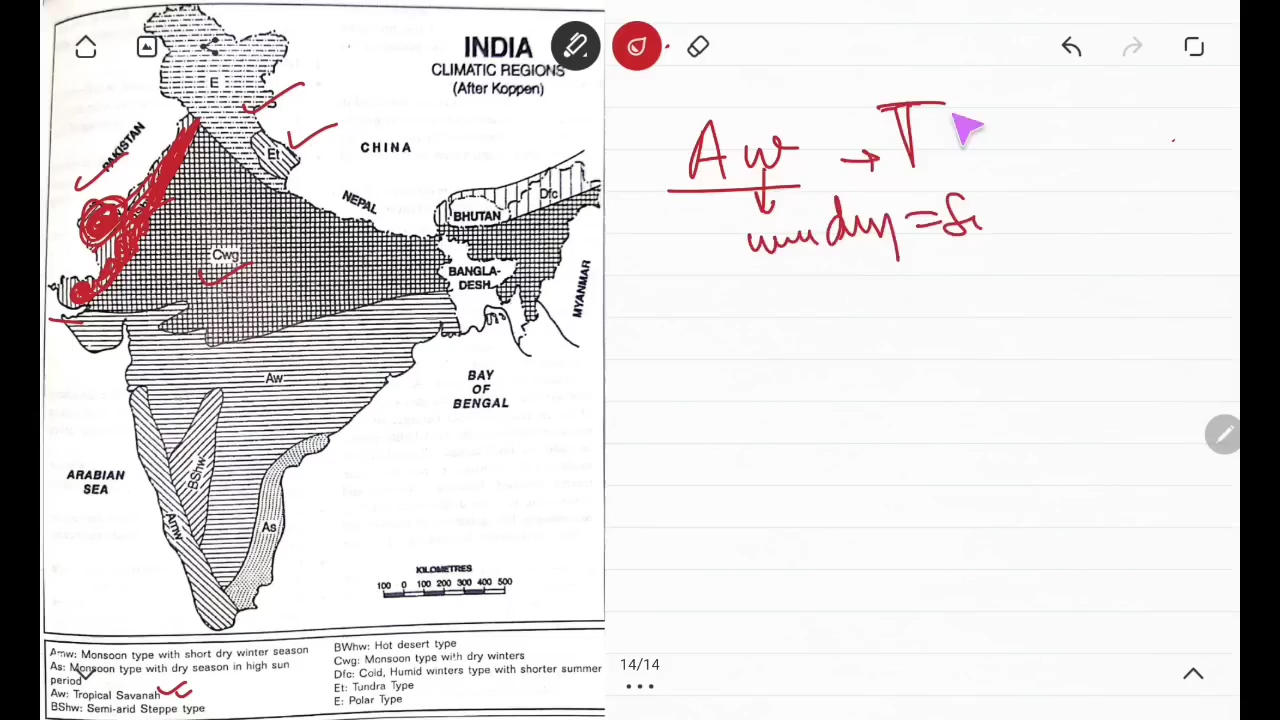 INDIA
CLIMATIC REGIONS
(After Koppen)
E
PAKISTAN
Et
CHINA
NEPAL
Dfc
BHUTAN
Cwg
BANGLA-
DESH
MYANMAR
Aw
BAY
OF
BENGAL
ARABIAN
SEA
BShw
Amw
As
KILOMETRES
100 0 100 200 300 400 500
Amw: Monsoon type with short dry winter season
As: Monsoon type with dry season in high sun
period
Aw: Tropical Savanah
BShw: Semi-arid Steppe type
BWhw: Hot desert type
Cwg: Monsoon type with dry winters
Dfc: Cold, Humid winters type with shorter summer
Et: Tundra Type
E: Polar Type
Aw → T
dry =
14/14